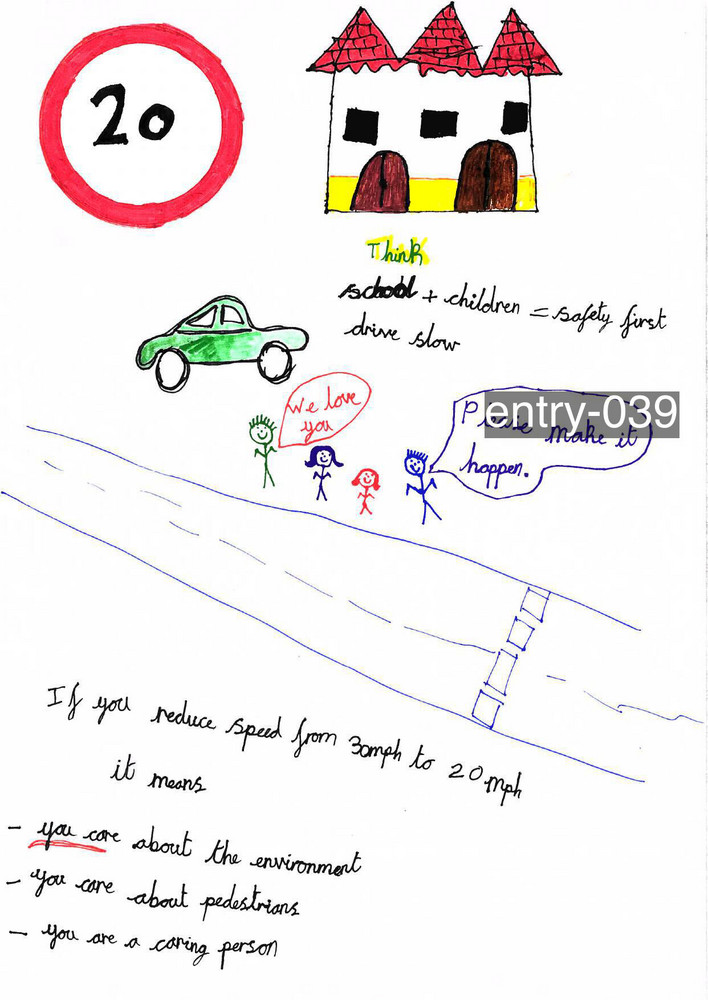 20
Think
school + children = safety first
drive slow
We love
you
entry-039
Please make it
happen.
If you reduce speed from 30mph to 20 mph
it means
- you care about the environment
- you care about pedestrians
- you are a caring person